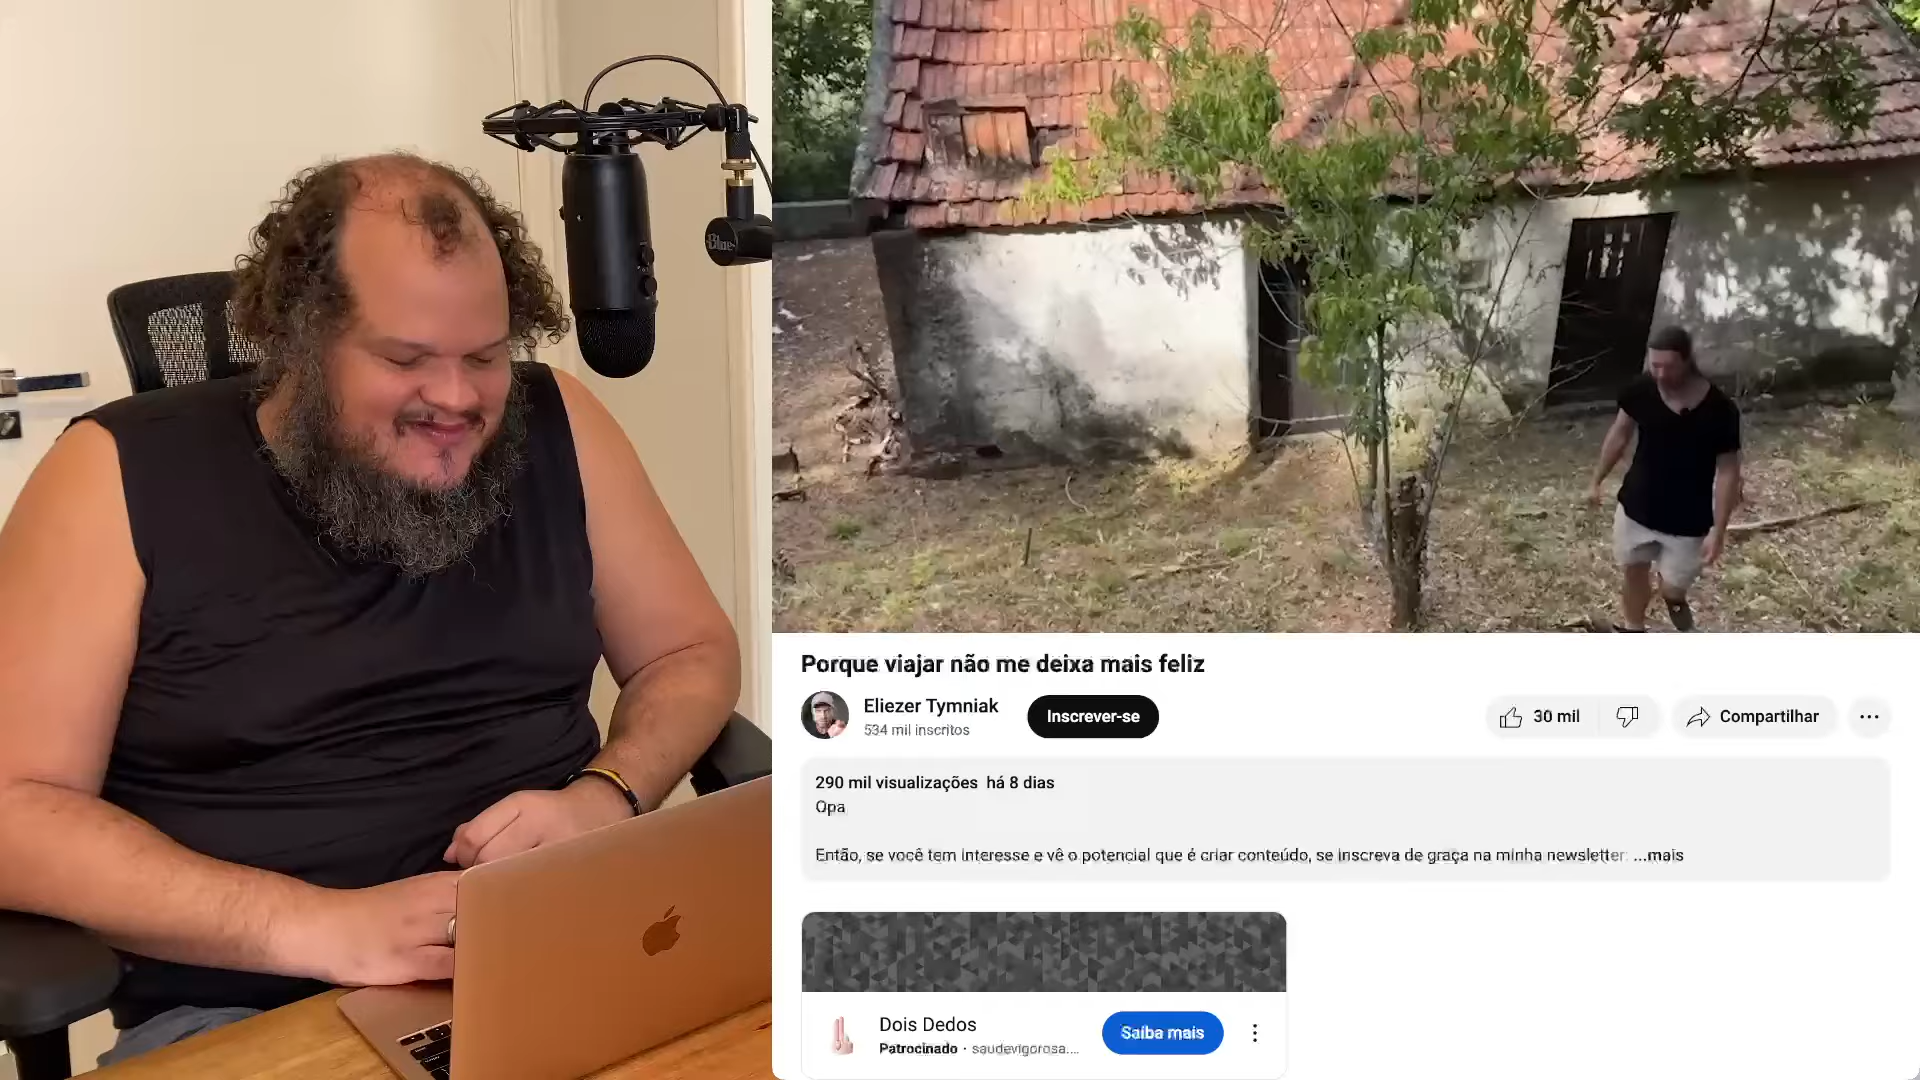 Blue
Porque viajar não me deixa mais feliz
Eliezer Tymniak
534 mil inscritos
Inscrever-se
30 mil
Compartilhar
290 mil visualizações há 8 dias
Opa
Então, se você tem interesse e vê o potencial que é criar conteúdo, se inscreva de graça na minha newsletter: ...mais
Dois Dedos
Patrocinado · saudevigorosa....
Saiba mais